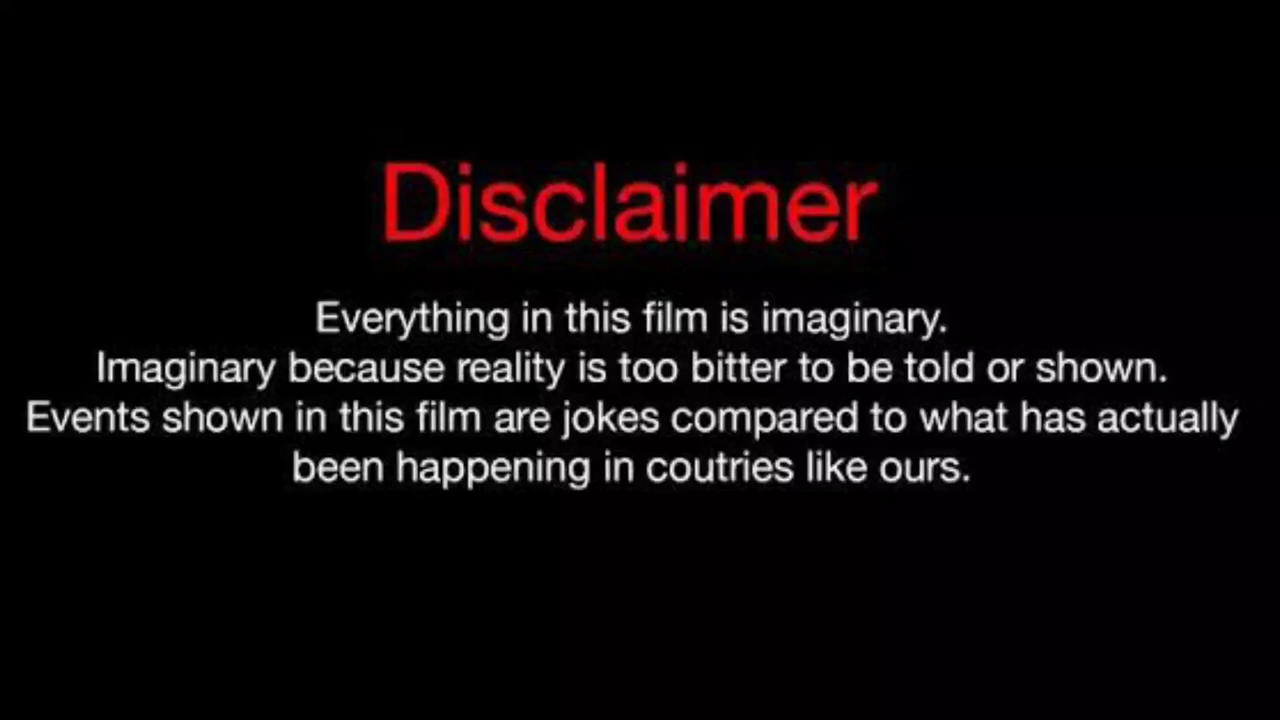 Disclaimer
Everything in this film is imaginary.
Imaginary because reality is too bitter to be told or shown.
Events shown in this film are jokes compared to what has actually
been happening in coutries like ours.